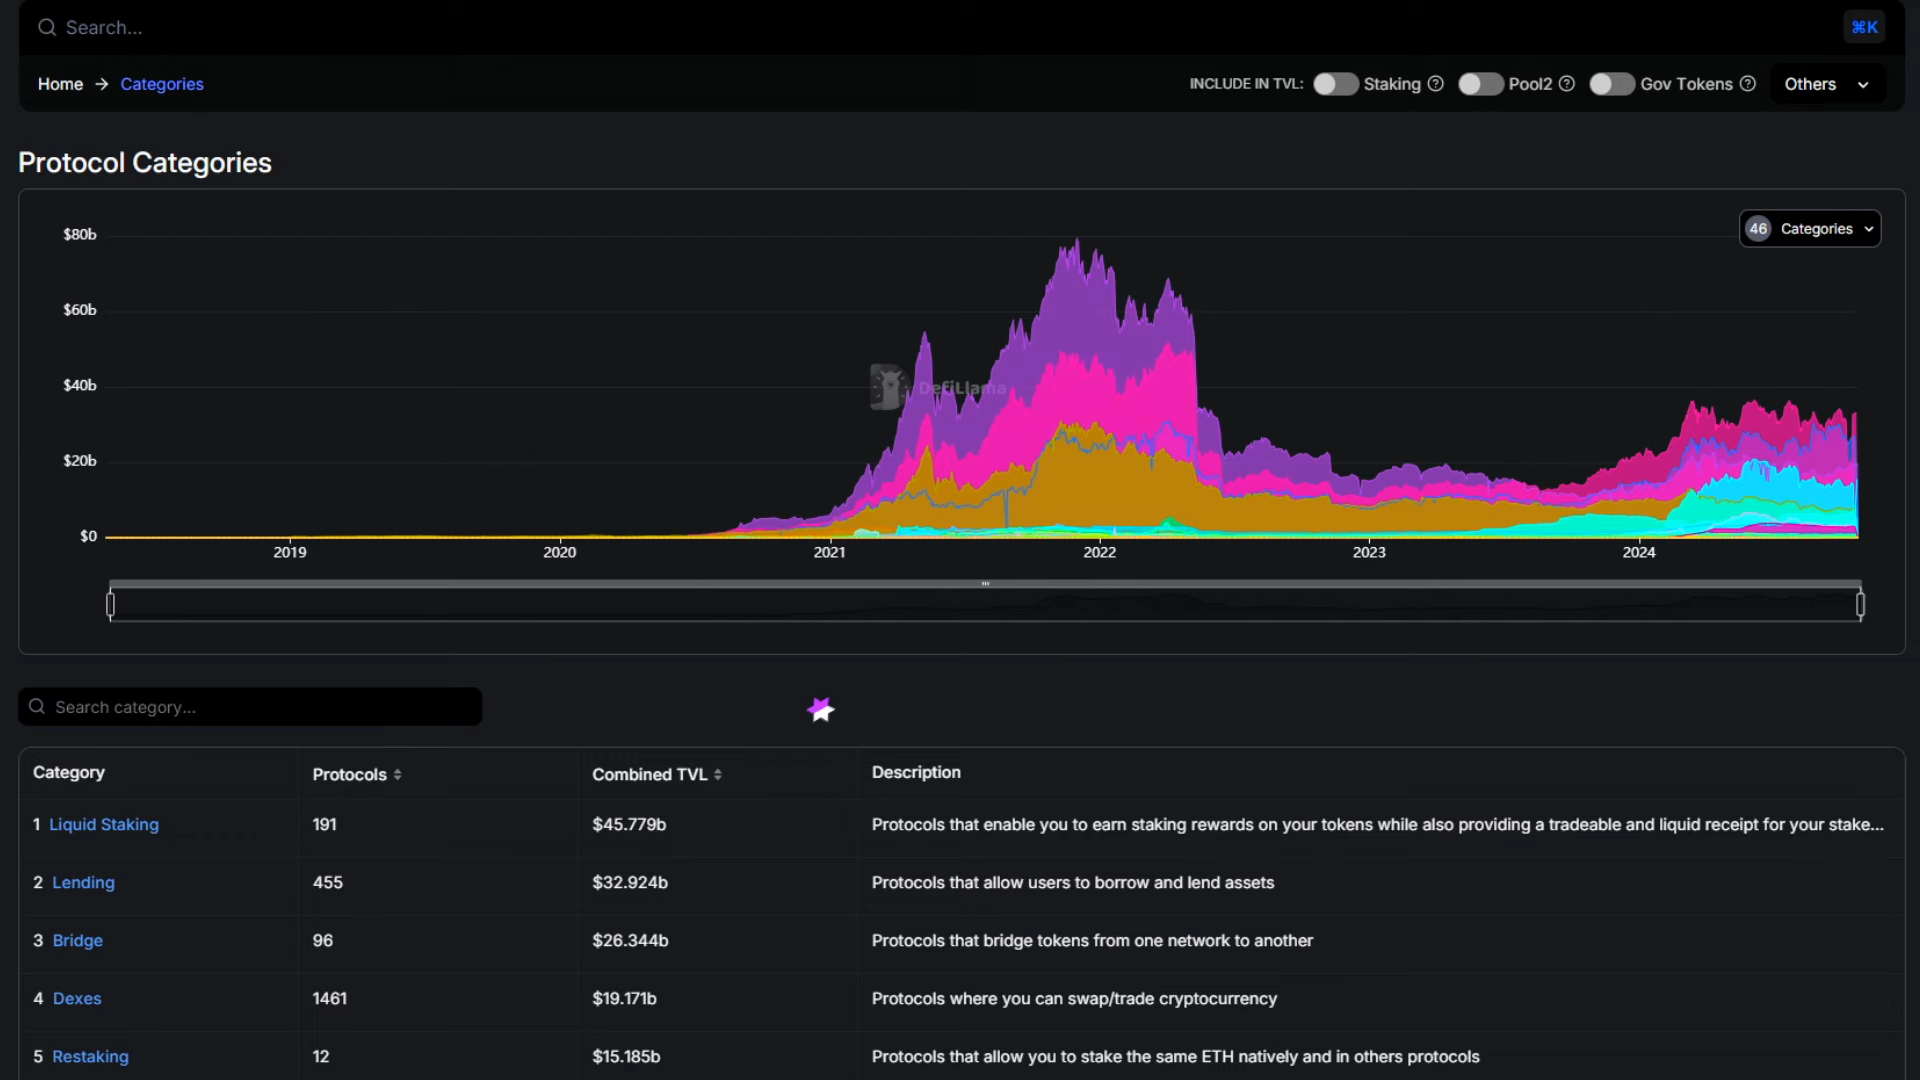 Search...
⌘K
Home → Categories
INCLUDE IN TVL: Staking Pool2 Gov Tokens Others
Protocol Categories
46 Categories
$80b
$60b
$40b
$20b
$0
DefiLlama
2019 2020 2021 2022 2023 2024
Search category...
Category Protocols Combined TVL Description
1 Liquid Staking 191 $45.779b Protocols that enable you to earn staking rewards on your tokens while also providing a tradeable and liquid receipt for your stake...
2 Lending 455 $32.924b Protocols that allow users to borrow and lend assets
3 Bridge 96 $26.344b Protocols that bridge tokens from one network to another
4 Dexes 1461 $19.171b Protocols where you can swap/trade cryptocurrency
5 Restaking 12 $15.185b Protocols that allow you to stake the same ETH natively and in others protocols